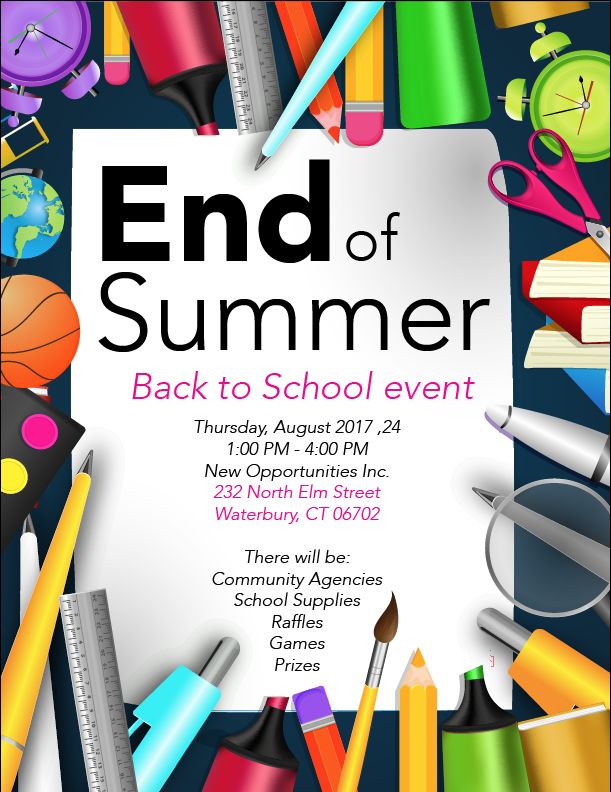 End of
Summer
Back to School event
Thursday, August 2017 ,24
1:00 PM - 4:00 PM
New Opportunities Inc.
232 North Elm Street
Waterbury, CT 06702
There will be:
Community Agencies
School Supplies
Raffles
Games
Prizes